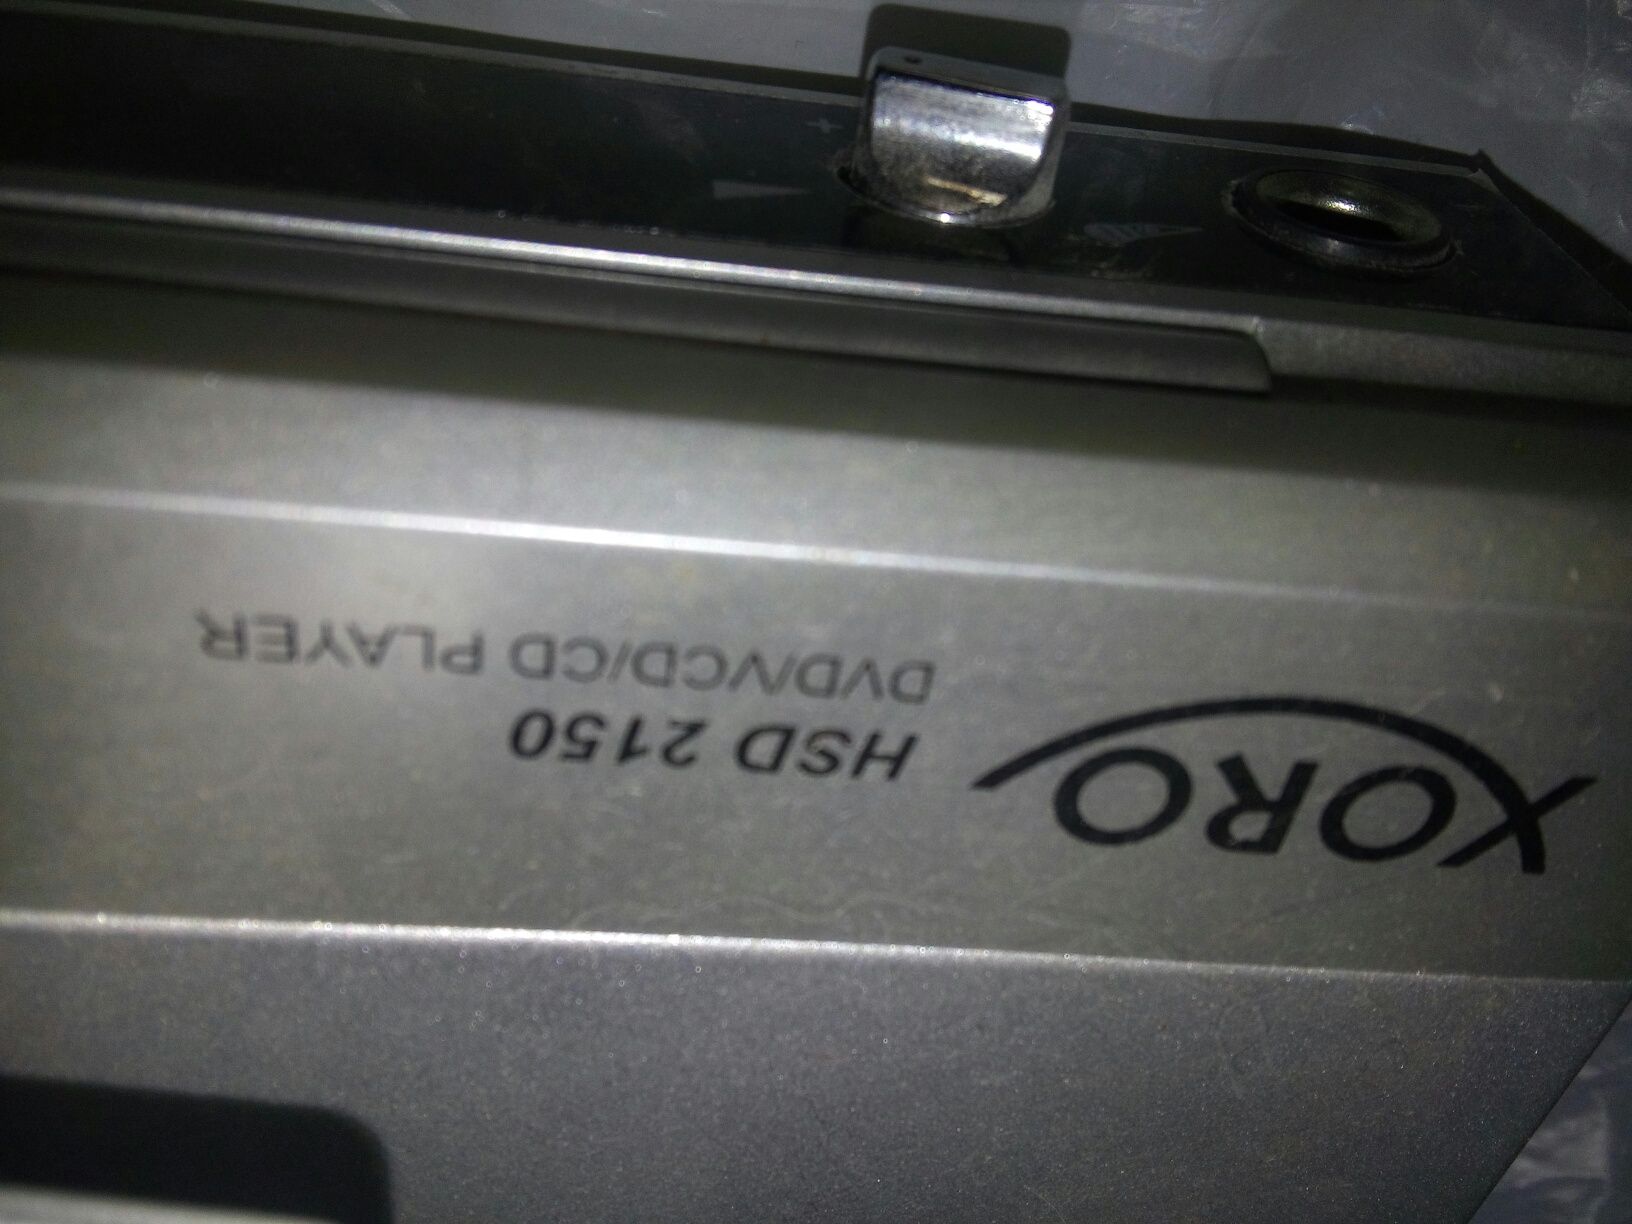 XORO
HSD 2150
DVD/VCD/CD PLAYER